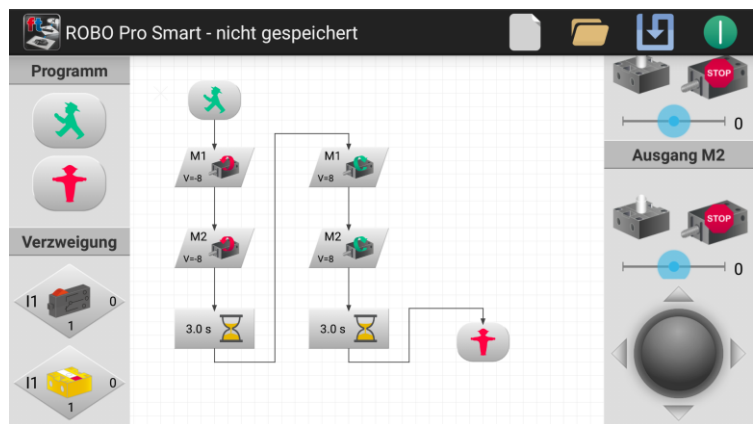 ROBO Pro Smart - nicht gespeichert
Programm
Verzweigung
I1
0
1
I1
0
1
M1
V=-8
M2
V=-8
3.0 s
M1
V=8
M2
V=8
3.0 s
STOP
0
Ausgang M2
STOP
0